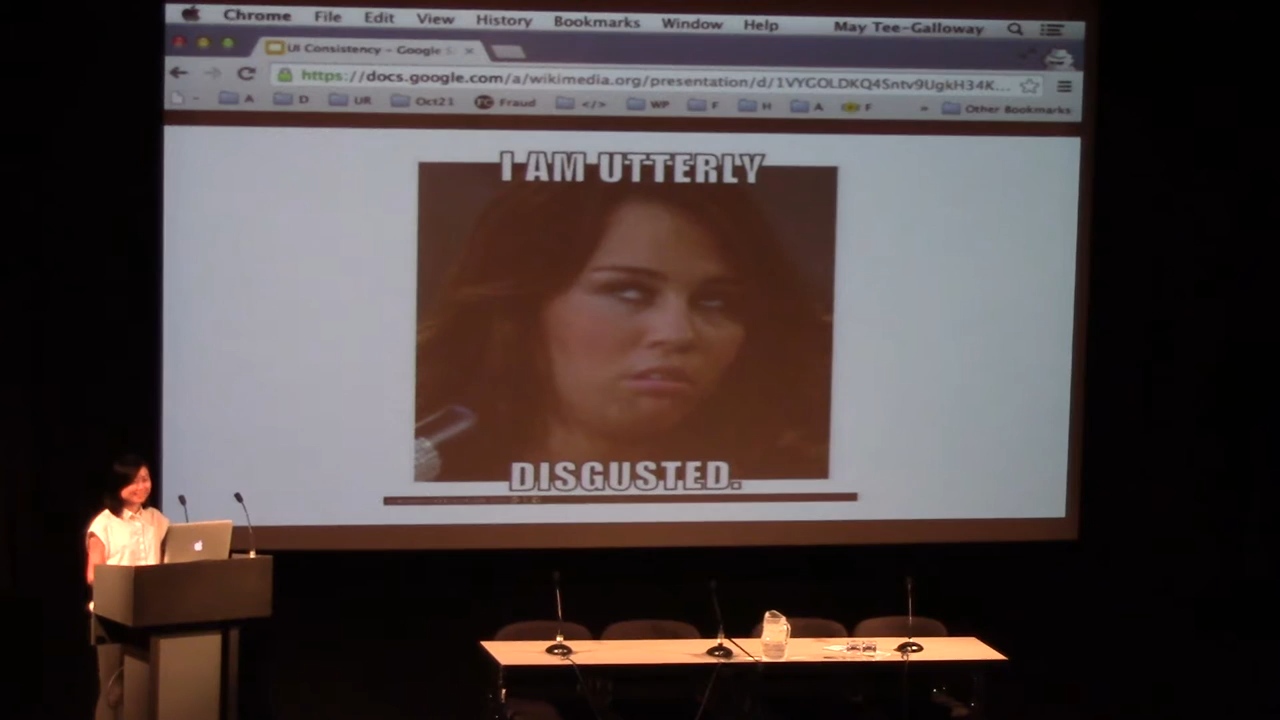 Chrome File Edit View History Bookmarks Window Help May Tee-Galloway
UI Consistency - Google
https://docs.google.com/a/wikimedia.org/presentation/d/1VYGOLDKQ4Sntv9UgkH34K...
A D UR Oct21 Fraud </> WP F H A F » Other Bookmarks
I AM UTTERLY
DISGUSTED.